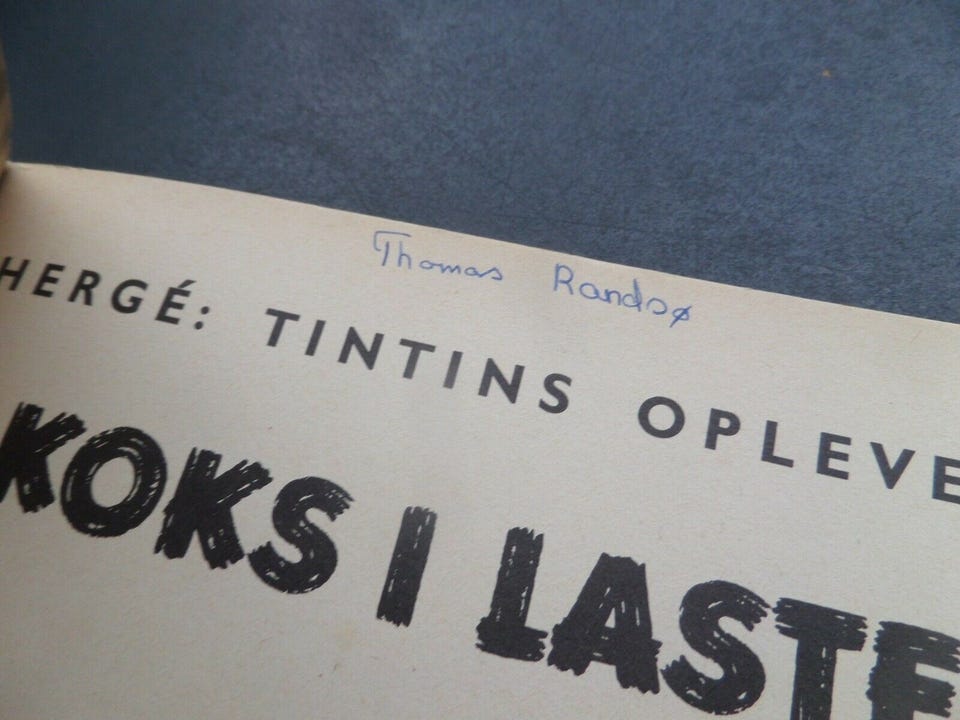 Thomas Randsø
HERGÉ: TINTINS OPLEVE
KOKS I LASTE